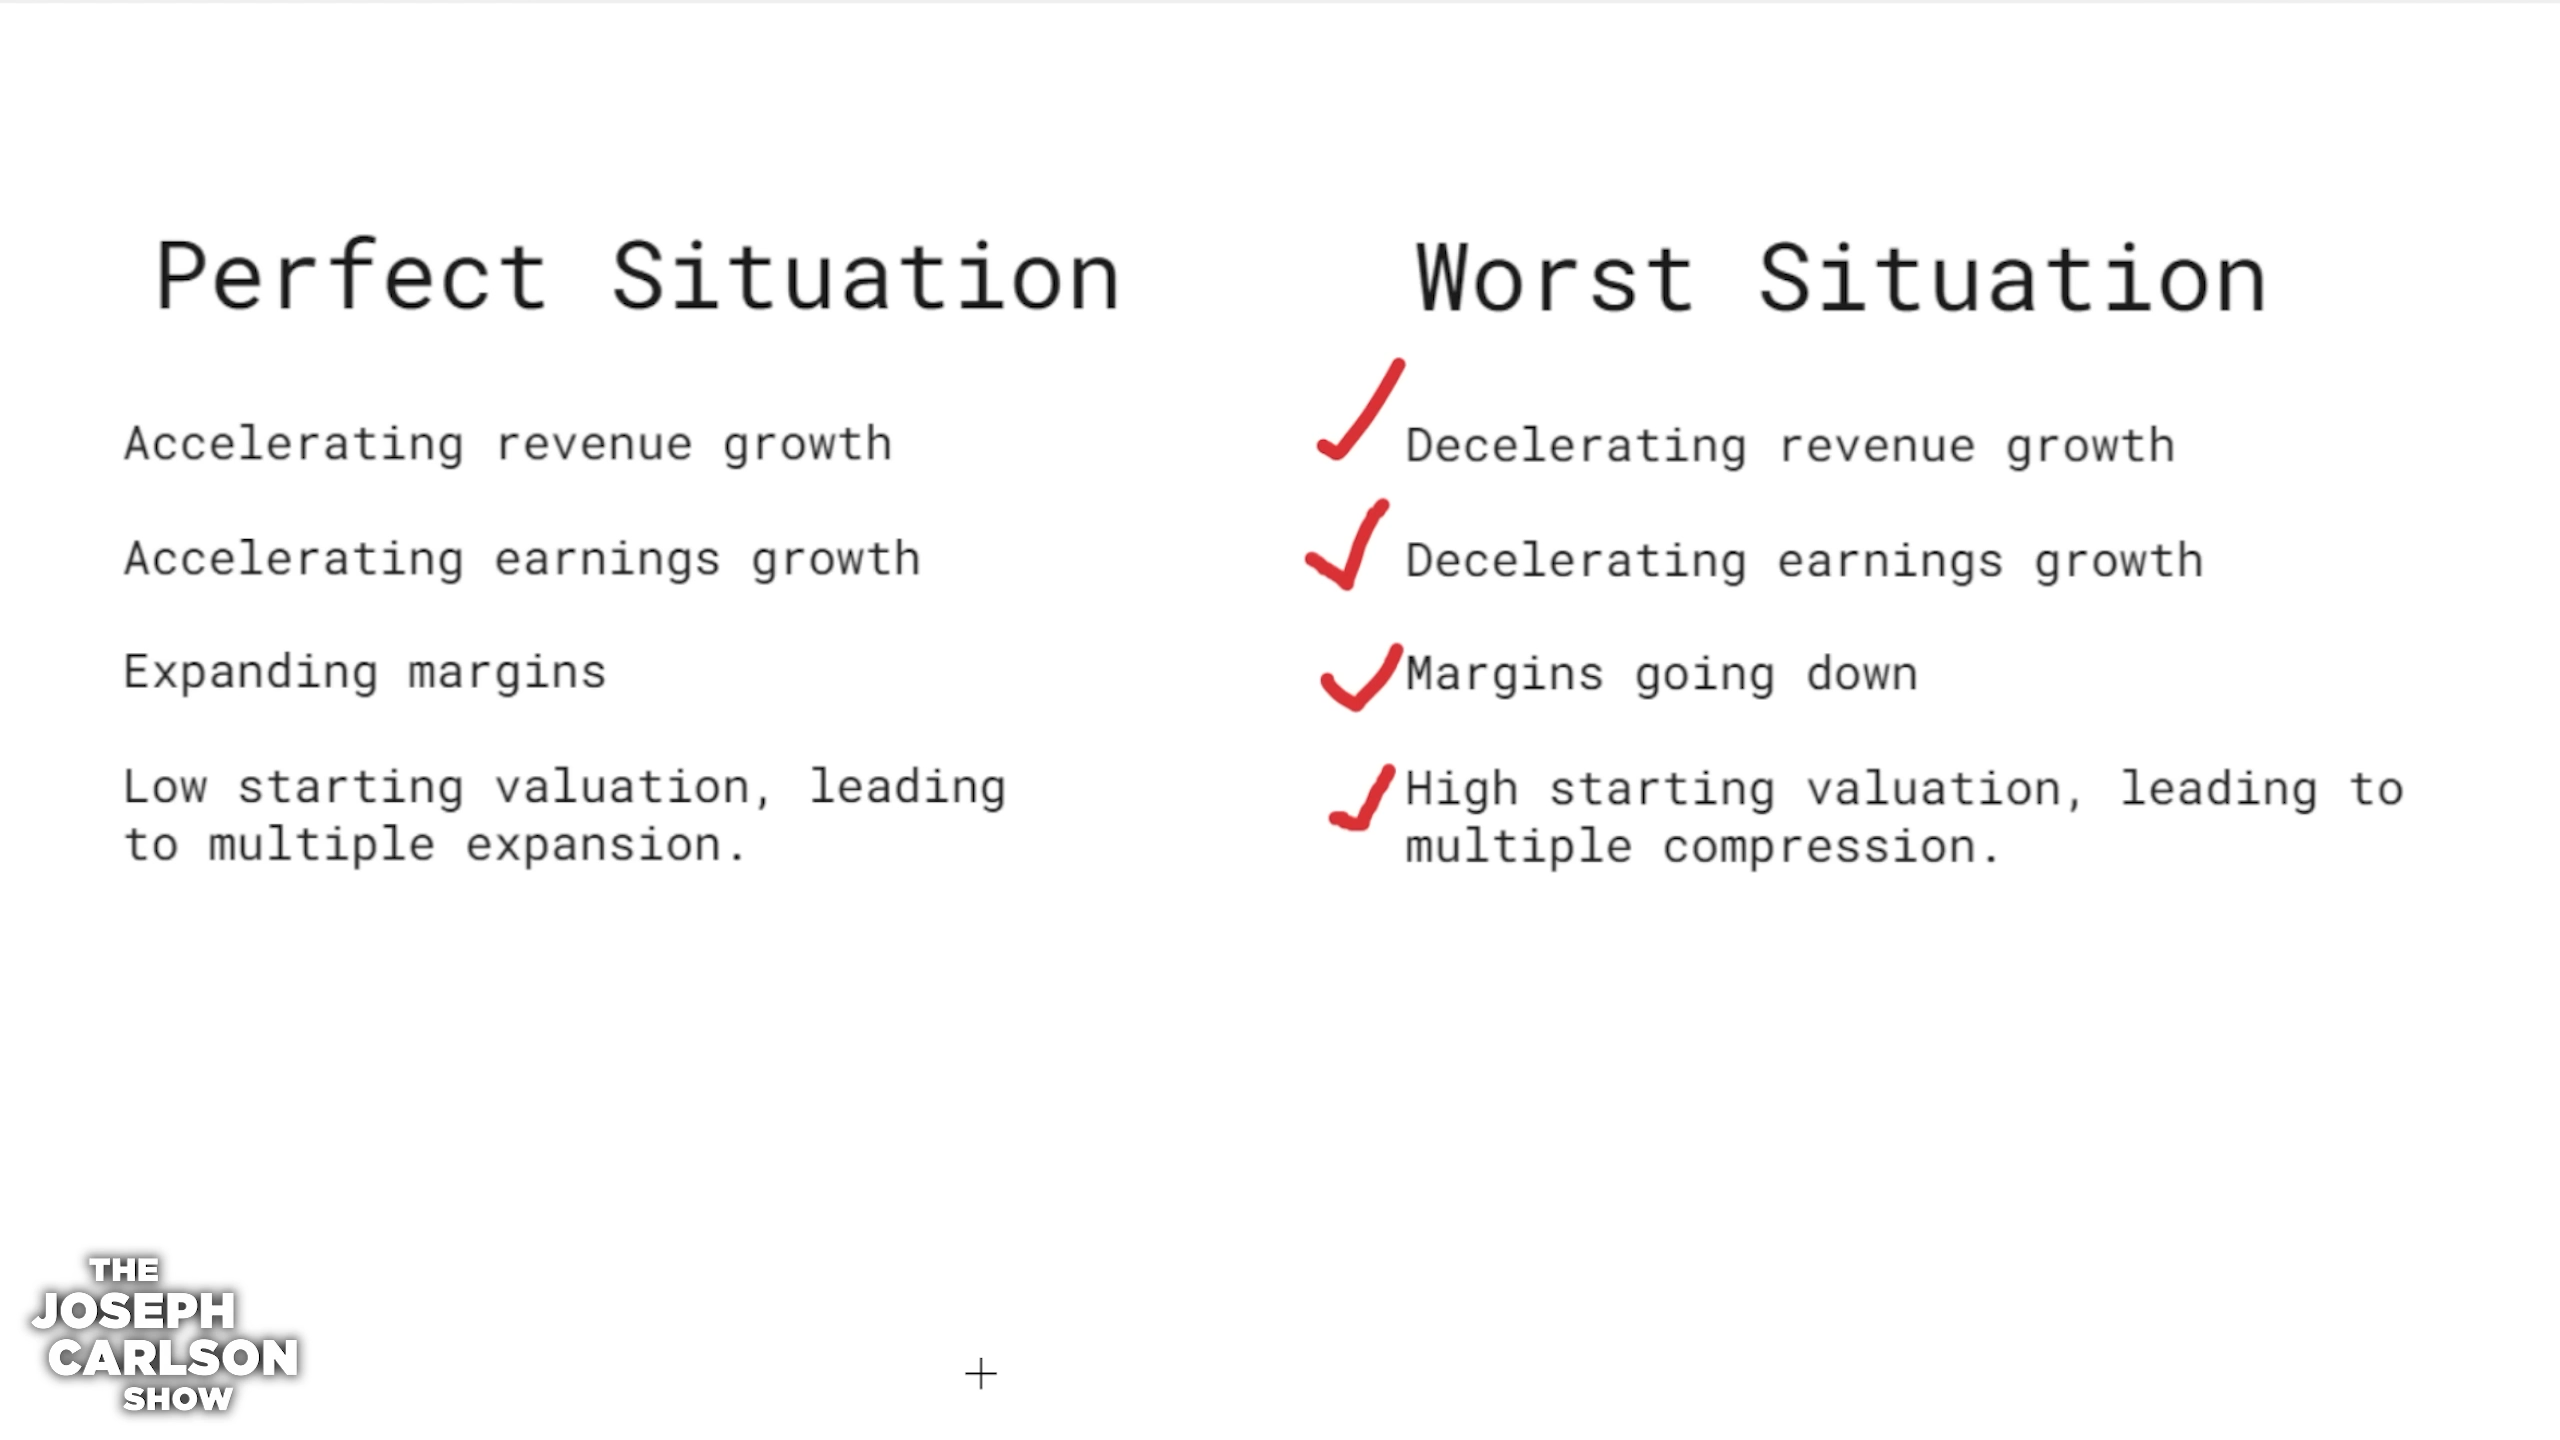 Perfect Situation
Accelerating revenue growth
Accelerating earnings growth
Expanding margins
Low starting valuation, leading
to multiple expansion.
Worst Situation
Decelerating revenue growth
Decelerating earnings growth
Margins going down
High starting valuation, leading to
multiple compression.
THE
JOSEPH
CARLSON
SHOW